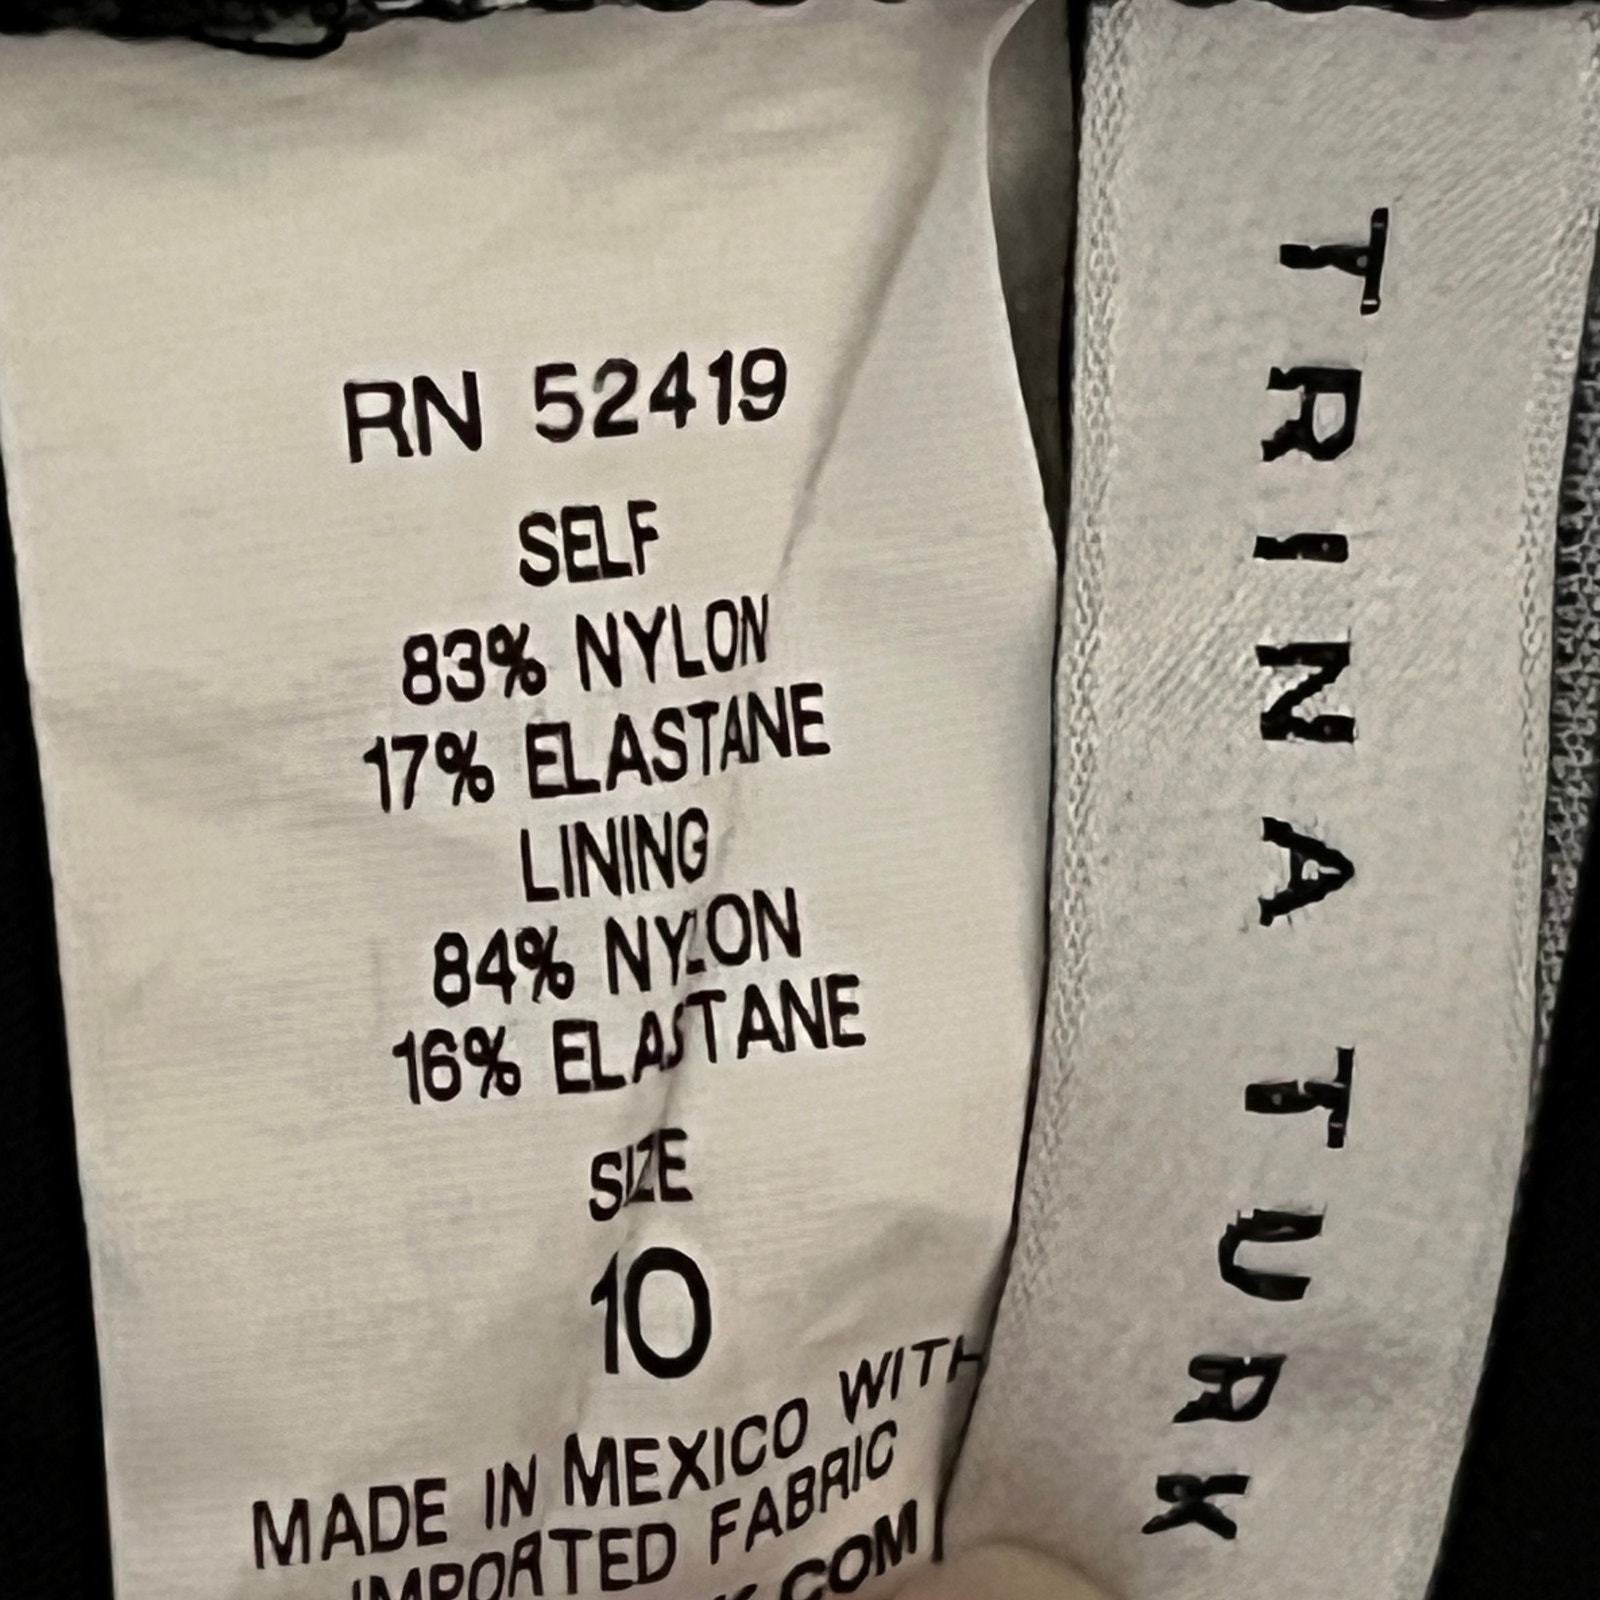 RN 52419
SELF
83% NYLON
17% ELASTANE
LINING
84% NYLON
16% ELASTANE
SIZE
10
MADE IN MEXICO WITH
IMPORTED FABRIC
.COM
TRINA TURK